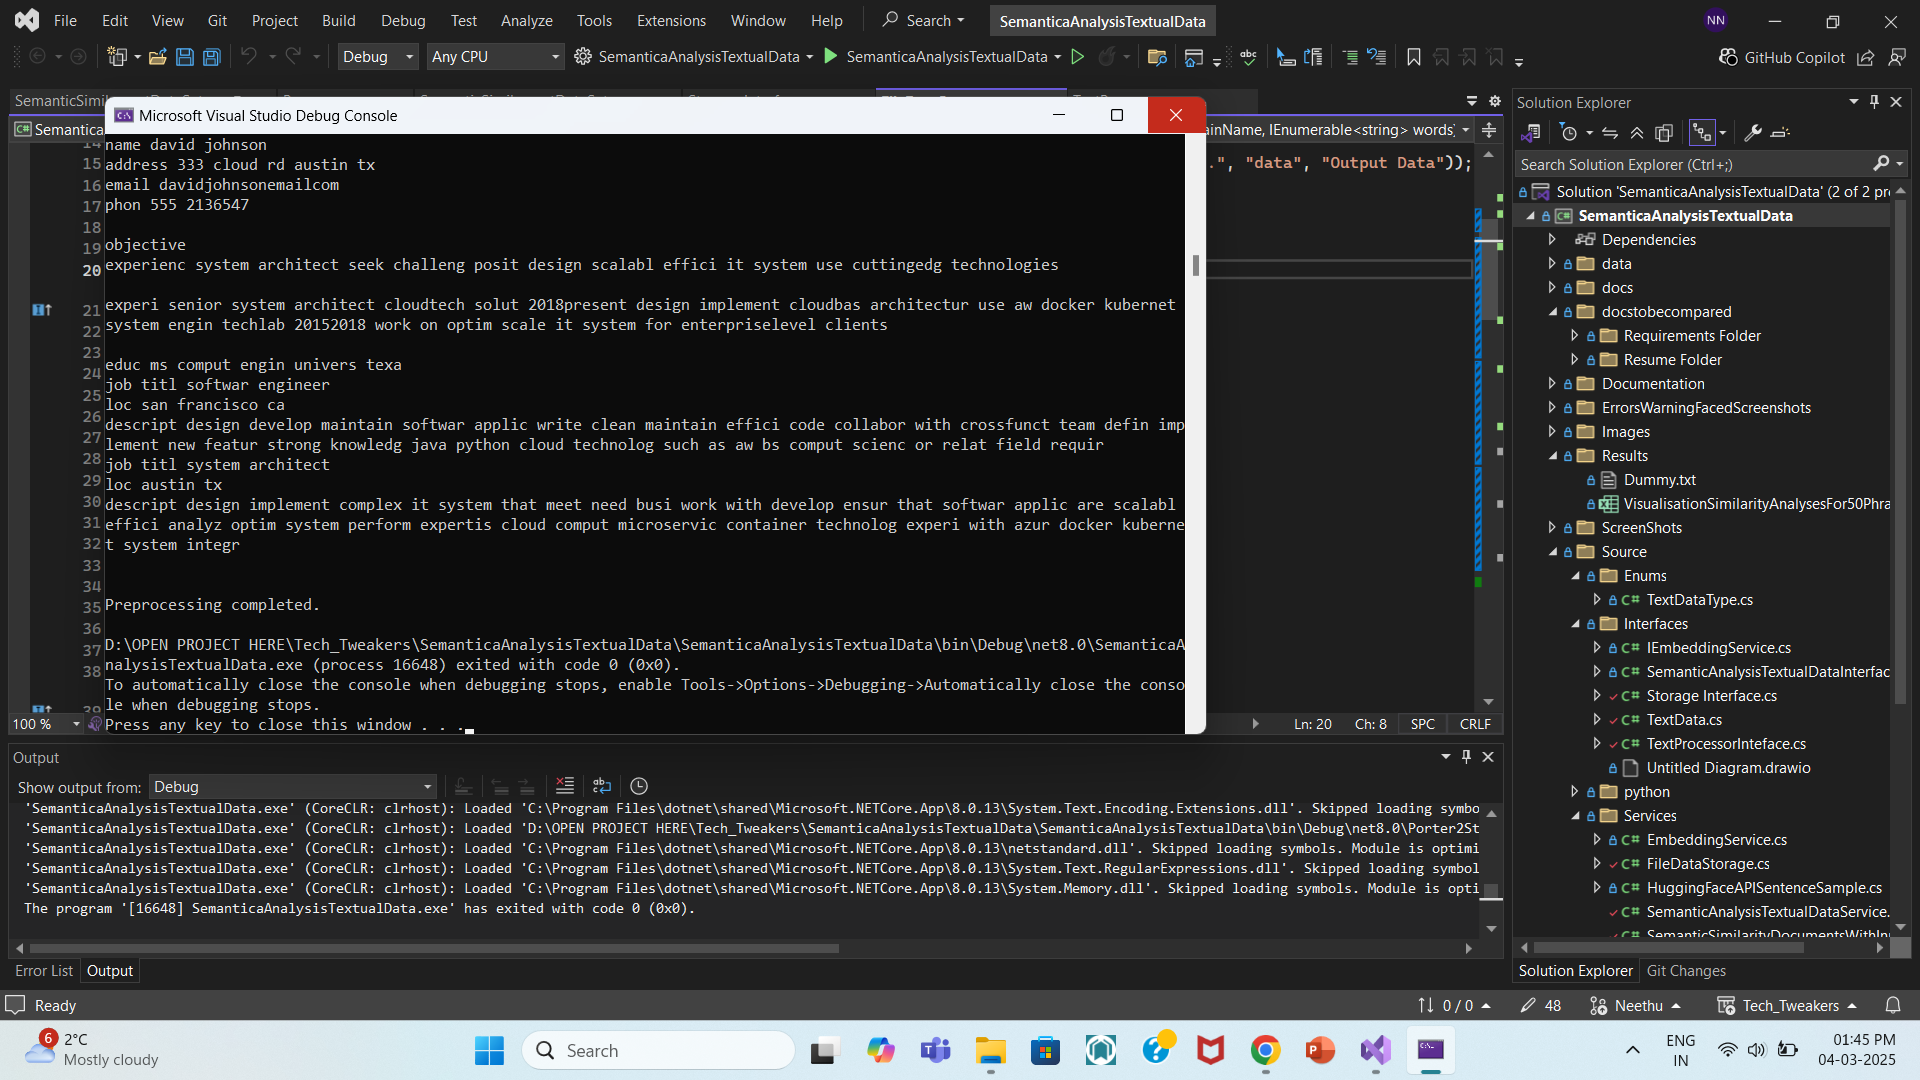 File Edit View Git Project Build Debug Test Analyze Tools Extensions Window Help Search SemanticaAnalysisTextualData NN
Debug Any CPU SemanticaAnalysisTextualData SemanticaAnalysisTextualData GitHub Copilot
Microsoft Visual Studio Debug Console
name david johnson
address 333 cloud rd austin tx
email davidjohnsonemailcom
phon 555 2136547
objective
experienc system architect seek challeng posit design scalabl effici it system use cuttingedg technologies
experi senior system architect cloudtech solut 2018present design implement cloudbas architectur use aw docker kubernet
system engin techlab 20152018 work on optim scale it system for enterpriselevel clients
educ ms comput engin univers texa
job titl softwar engineer
loc san francisco ca
descript design develop maintain softwar applic write clean maintain effici code collabor with crossfunct team defin imp
lement new featur strong knowledg java python cloud technolog such as aw bs comput scienc or relat field requir
job titl system architect
loc austin tx
descript design implement complex it system that meet need busi work with develop ensur that softwar applic are scalabl
effici analyz optim system perform expertis cloud comput microservic container technolog experi with azur docker kuberne
t system integr
Preprocessing completed.
D:\OPEN PROJECT HERE\Tech_Tweakers\SemanticaAnalysisTextualData\SemanticaAnalysisTextualData\bin\Debug\net8.0\SemanticaA
nalysisTextualData.exe (process 16648) exited with code 0 (0x0).
To automatically close the console when debugging stops, enable Tools->Options->Debugging->Automatically close the conso
le when debugging stops.
Press any key to close this window . . .
15
16
17
18
19
20
21
22
23
24
25
26
27
28
29
30
31
32
33
34
35
36
37
38
ainName, IEnumerable<string> words)
.", "data", "Output Data"));
100 % Ln: 20 Ch: 8 SPC CRLF
Output
Show output from: Debug
'SemanticaAnalysisTextualData.exe' (CoreCLR: clrhost): Loaded 'C:\Program Files\dotnet\shared\Microsoft.NETCore.App\8.0.13\System.Text.Encoding.Extensions.dll'. Skipped loading symbo
'SemanticaAnalysisTextualData.exe' (CoreCLR: clrhost): Loaded 'D:\OPEN PROJECT HERE\Tech_Tweakers\SemanticaAnalysisTextualData\SemanticaAnalysisTextualData\bin\Debug\net8.0\Porter2St
'SemanticaAnalysisTextualData.exe' (CoreCLR: clrhost): Loaded 'C:\Program Files\dotnet\shared\Microsoft.NETCore.App\8.0.13\netstandard.dll'. Skipped loading symbols. Module is optimi
'SemanticaAnalysisTextualData.exe' (CoreCLR: clrhost): Loaded 'C:\Program Files\dotnet\shared\Microsoft.NETCore.App\8.0.13\System.Text.RegularExpressions.dll'. Skipped loading symbol
'SemanticaAnalysisTextualData.exe' (CoreCLR: clrhost): Loaded 'C:\Program Files\dotnet\shared\Microsoft.NETCore.App\8.0.13\System.Memory.dll'. Skipped loading symbols. Module is opti
The program '[16648] SemanticaAnalysisTextualData.exe' has exited with code 0 (0x0).
Error List Output
Solution Explorer
Search Solution Explorer (Ctrl+;)
Solution 'SemanticaAnalysisTextualData' (2 of 2 pr
SemanticaAnalysisTextualData
Dependencies
data
docs
docstobecompared
Requirements Folder
Resume Folder
Documentation
ErrorsWarningFacedScreenshots
Images
Results
Dummy.txt
VisualisationSimilarityAnalysesFor50Phra
ScreenShots
Source
Enums
C# TextDataType.cs
Interfaces
C# IEmbeddingService.cs
C# SemanticAnalysisTextualDataInterfac
C# Storage Interface.cs
C# TextData.cs
C# TextProcessorInteface.cs
Untitled Diagram.drawio
python
Services
C# EmbeddingService.cs
C# FileDataStorage.cs
C# HuggingFaceAPISentenceSample.cs
C# SemanticAnalysisTextualDataService.
C# SemanticSimilarityDocumentsWithIn
Solution Explorer Git Changes
Ready 0 / 0 48 Neethu Tech_Tweakers
6 2°C
Mostly cloudy
Search
ENG
IN
01:45 PM
04-03-2025